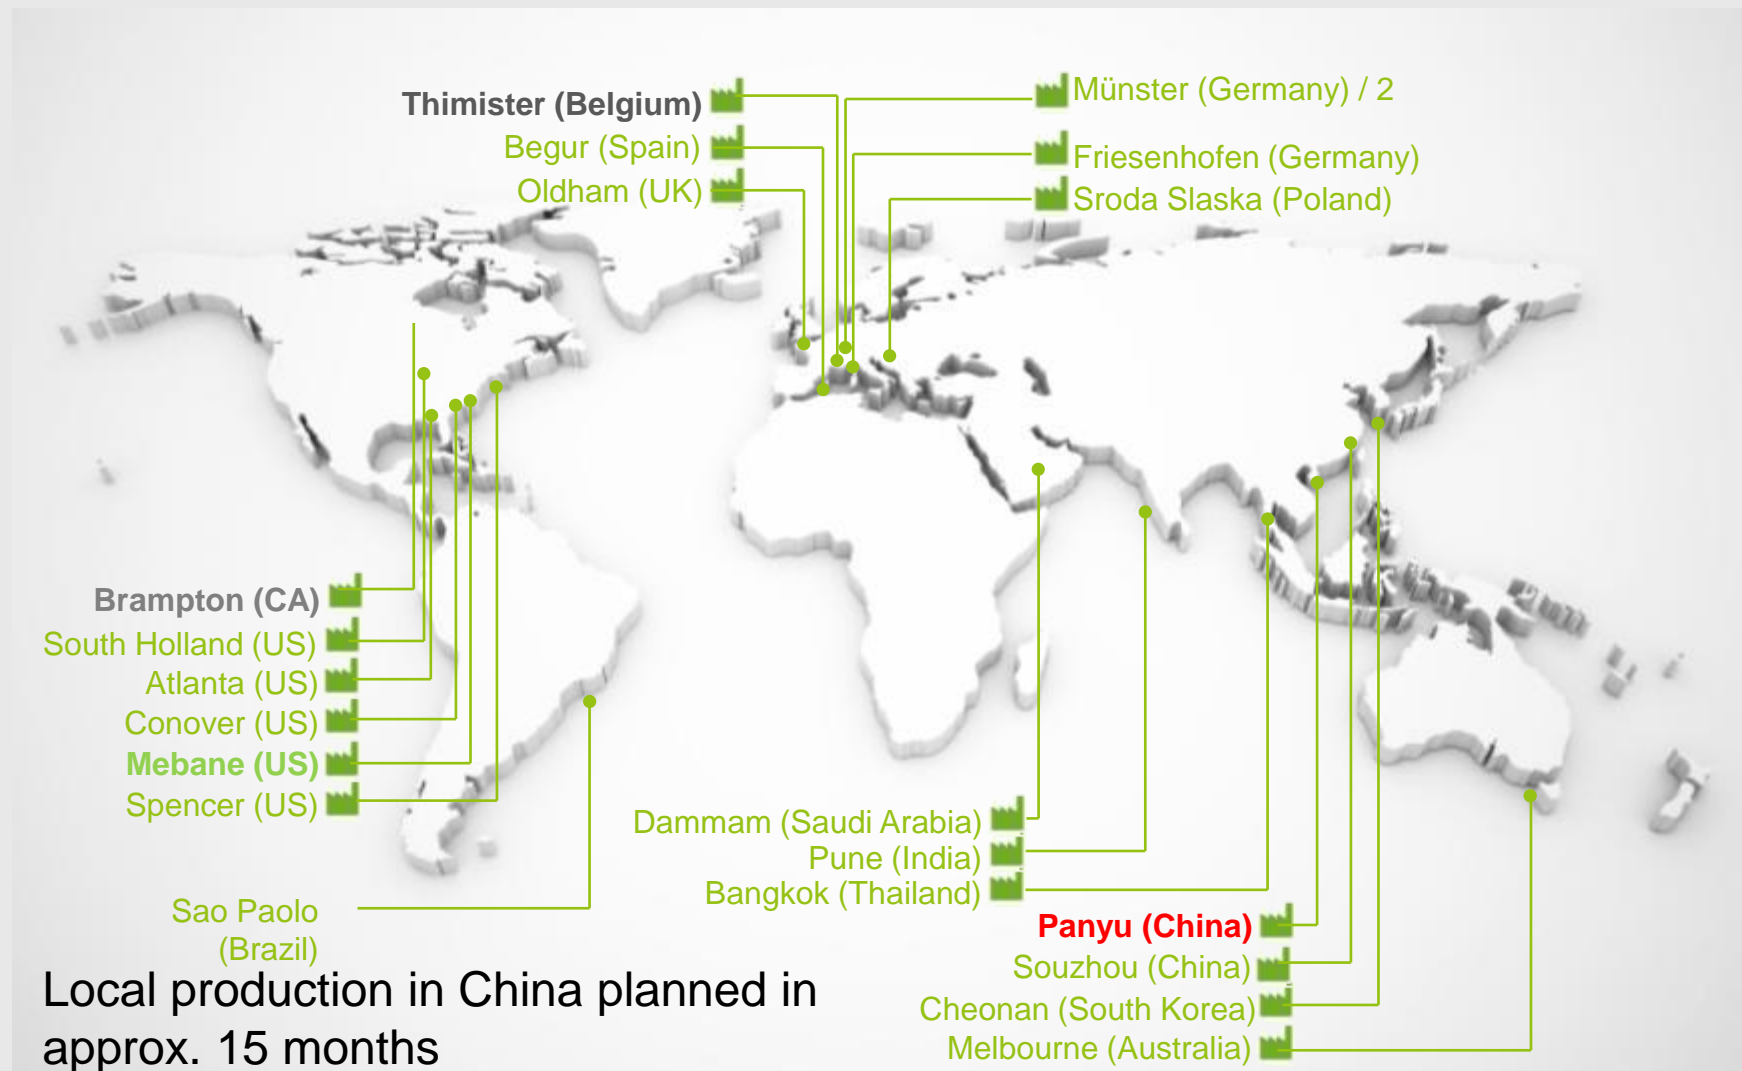 Thimister (Belgium)
Begur (Spain)
Oldham (UK)
Münster (Germany) / 2
Friesenhofen (Germany)
Sroda Slaska (Poland)
Brampton (CA)
South Holland (US)
Atlanta (US)
Conover (US)
Mebane (US)
Spencer (US)
Sao Paolo
(Brazil)
Dammam (Saudi Arabia)
Pune (India)
Bangkok (Thailand)
Panyu (China)
Souzhou (China)
Cheonan (South Korea)
Melbourne (Australia)
Local production in China planned in
approx. 15 months